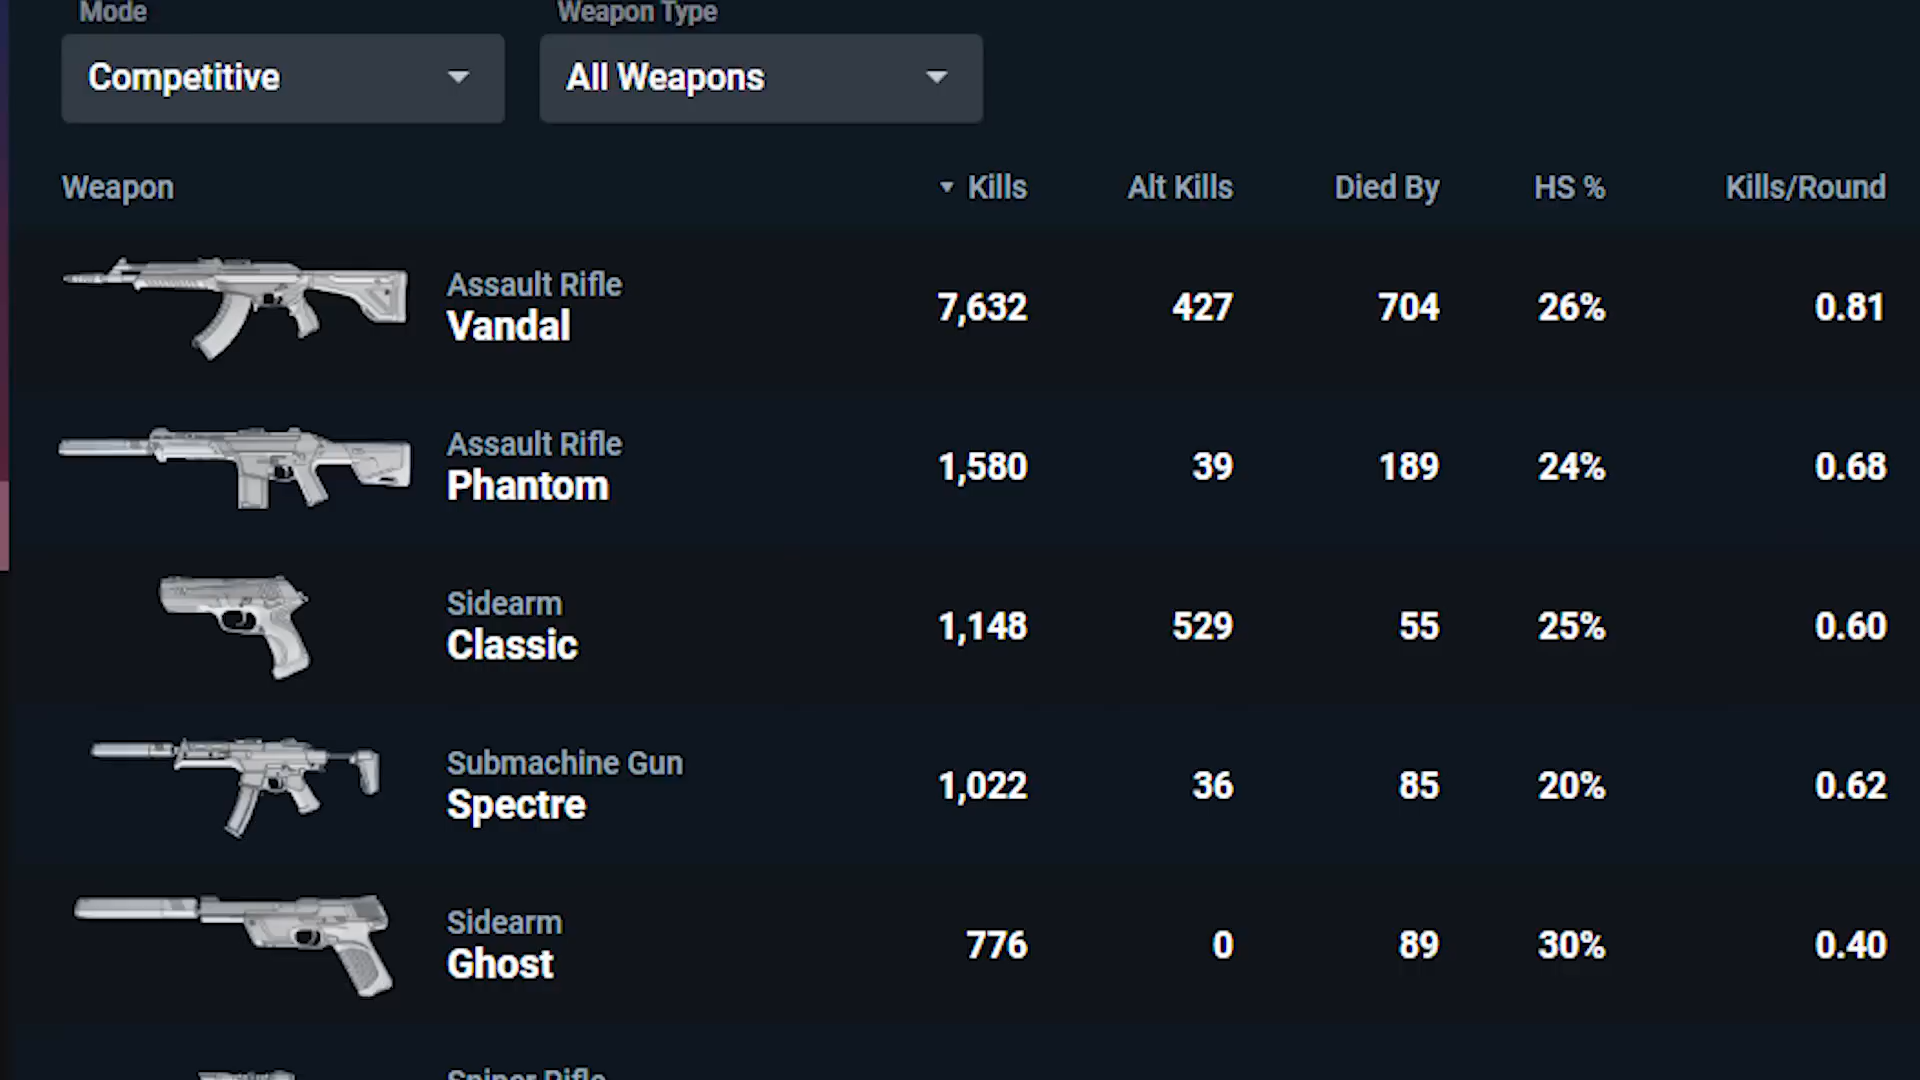 Mode Weapon Type
Competitive All Weapons
Weapon Kills Alt Kills Died By HS % Kills/Round
Assault Rifle
Vandal 7,632 427 704 26% 0.81
Assault Rifle
Phantom 1,580 39 189 24% 0.68
Sidearm
Classic 1,148 529 55 25% 0.60
Submachine Gun
Spectre 1,022 36 85 20% 0.62
Sidearm
Ghost 776 0 89 30% 0.40
Sniper Rifle